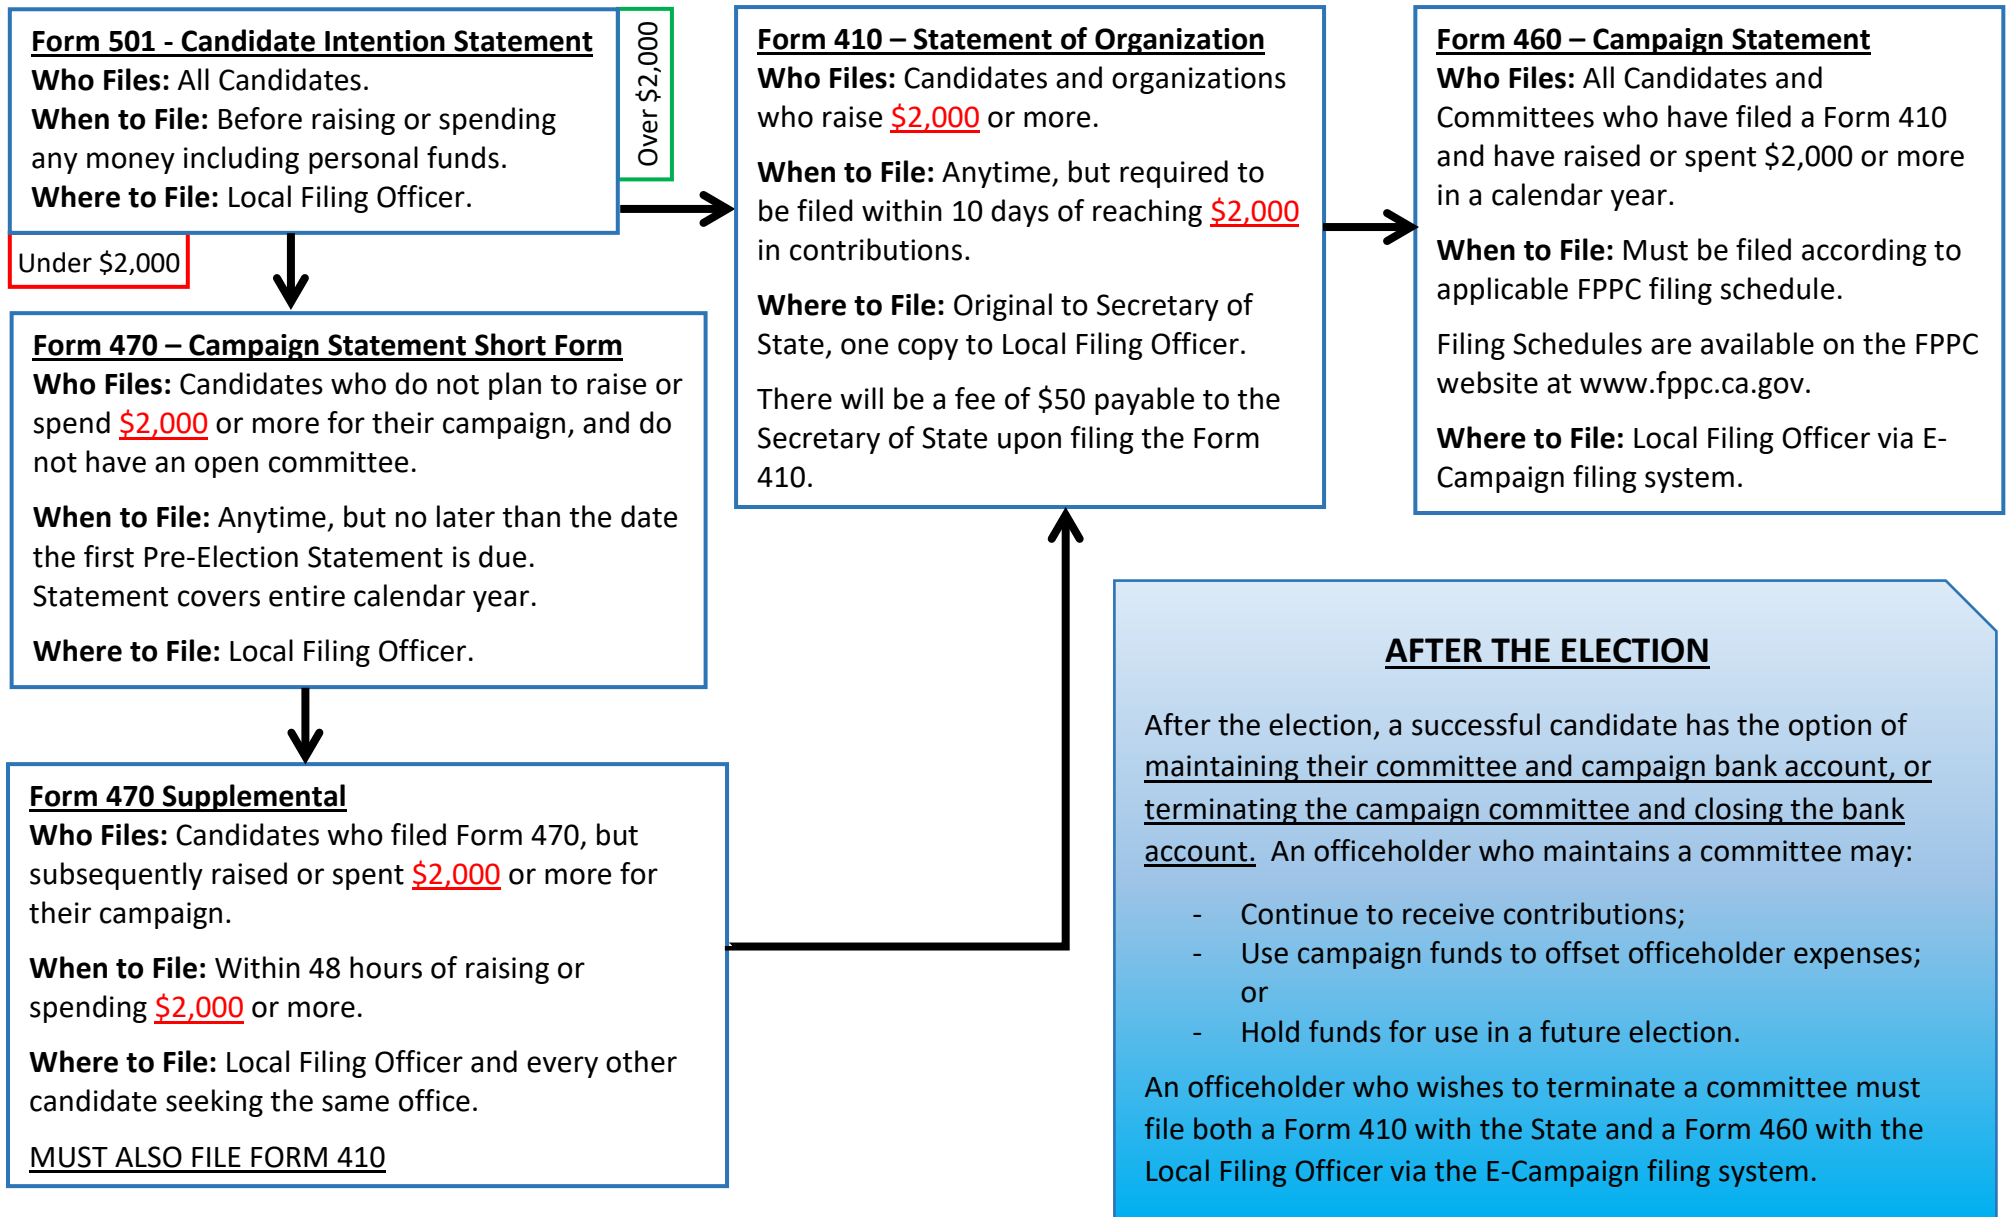 Form 501 - Candidate Intention Statement
Who Files: All Candidates.
When to File: Before raising or spending
any money including personal funds.
Where to File: Local Filing Officer.
Over $2,000
Under $2,000
Form 470 – Campaign Statement Short Form
Who Files: Candidates who do not plan to raise or
spend $2,000 or more for their campaign, and do
not have an open committee.
When to File: Anytime, but no later than the date
the first Pre-Election Statement is due.
Statement covers entire calendar year.
Where to File: Local Filing Officer.
Form 470 Supplemental
Who Files: Candidates who filed Form 470, but
subsequently raised or spent $2,000 or more for
their campaign.
When to File: Within 48 hours of raising or
spending $2,000 or more.
Where to File: Local Filing Officer and every other
candidate seeking the same office.
MUST ALSO FILE FORM 410
Form 410 – Statement of Organization
Who Files: Candidates and organizations
who raise $2,000 or more.
When to File: Anytime, but required to
be filed within 10 days of reaching $2,000
in contributions.
Where to File: Original to Secretary of
State, one copy to Local Filing Officer.
There will be a fee of $50 payable to the
Secretary of State upon filing the Form
410.
Form 460 – Campaign Statement
Who Files: All Candidates and
Committees who have filed a Form 410
and have raised or spent $2,000 or more
in a calendar year.
When to File: Must be filed according to
applicable FPPC filing schedule.
Filing Schedules are available on the FPPC
website at www.fppc.ca.gov.
Where to File: Local Filing Officer via E-
Campaign filing system.
AFTER THE ELECTION
After the election, a successful candidate has the option of
maintaining their committee and campaign bank account, or
terminating the campaign committee and closing the bank
account. An officeholder who maintains a committee may:
- Continue to receive contributions;
- Use campaign funds to offset officeholder expenses;
or
- Hold funds for use in a future election.
An officeholder who wishes to terminate a committee must
file both a Form 410 with the State and a Form 460 with the
Local Filing Officer via the E-Campaign filing system.